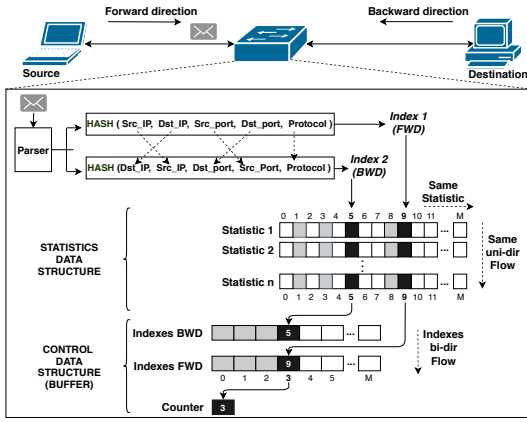 Forward direction
Backward direction
Source
Destination
Parser
HASH ( Src_IP, Dst_IP, Src_port, Dst_port, Protocol )
Index 1
(FWD)
HASH (Dst_IP, Src_IP, Dst_port, Src_Port, Protocol )
Index 2
(BWD)
Same
Statistic
0 1 2 3 4 5 6 7 8 9 10 11 M
Statistic 1 ...
Statistic 2 ...
Statistic n ...
0 1 2 3 4 5 6 7 8 9 10 11 M
Same
uni-dir
Flow
STATISTICS
DATA
STRUCTURE
Indexes BWD 5 ...
Indexes FWD 9 ...
0 1 2 3 4 5 M
Indexes
bi-dir
Flow
CONTROL
DATA
STRUCTURE
(BUFFER)
Counter 3